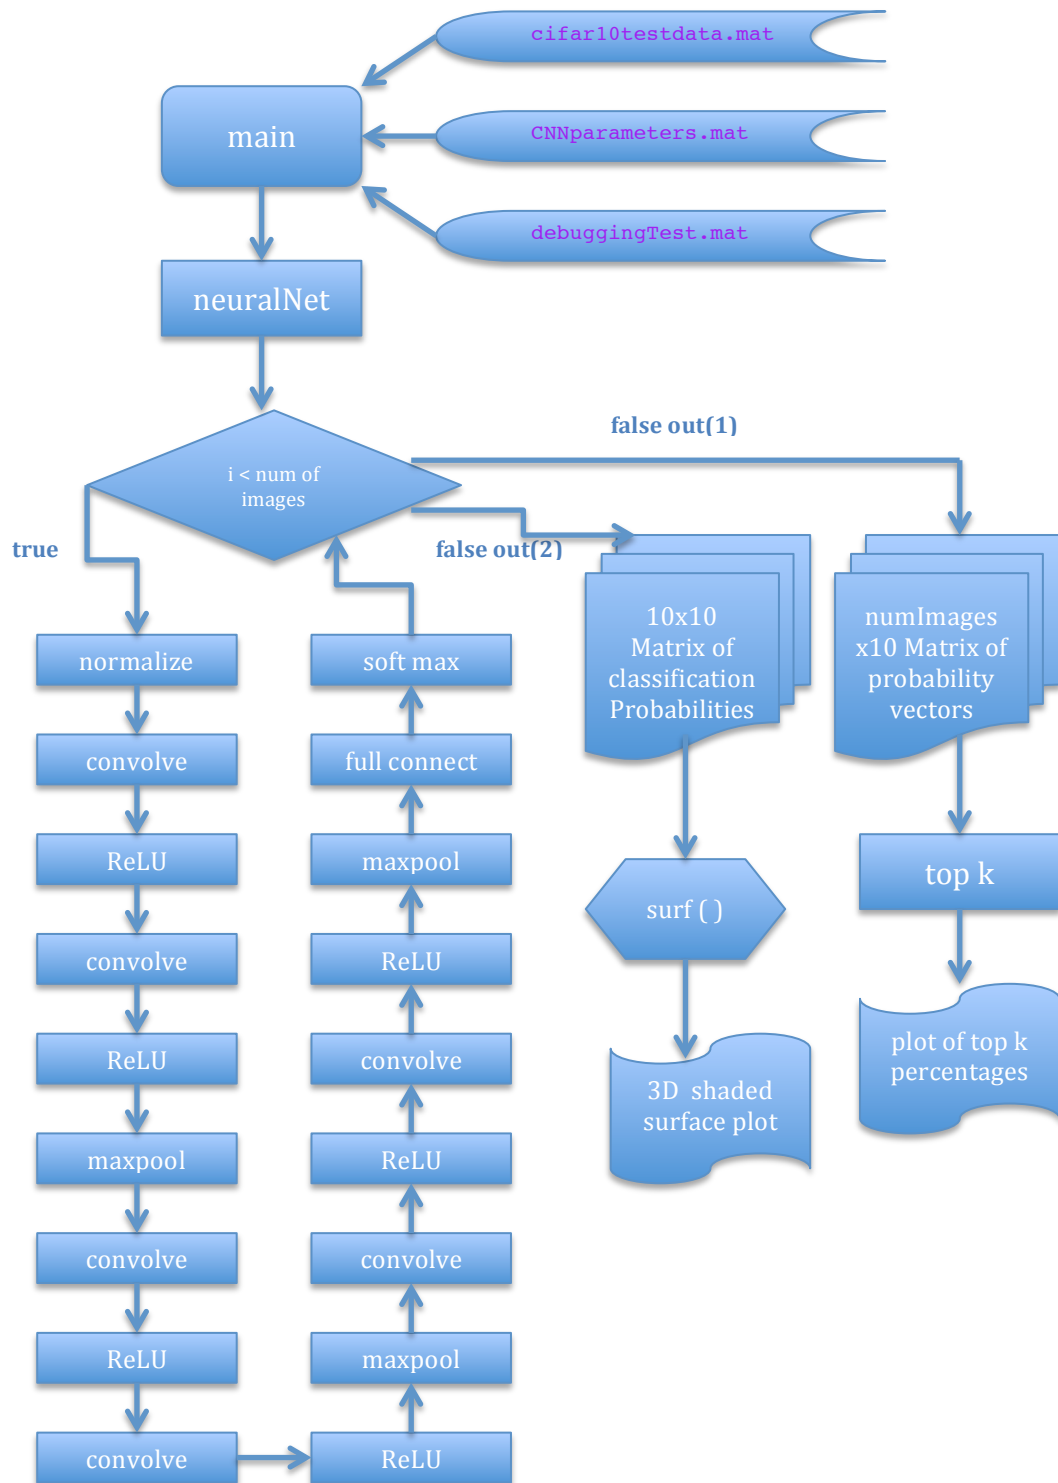 cifar10testdata.mat
main
CNNparameters.mat
debuggingTest.mat
neuralNet
false out(1)
i < num of
images
true
false out(2)
10x10
Matrix of
classification
Probabilities
numImages
x10 Matrix of
probability
vectors
normalize
convolve
ReLU
convolve
ReLU
maxpool
convolve
ReLU
convolve
soft max
full connect
maxpool
ReLU
convolve
ReLU
convolve
maxpool
ReLU
surf ( )
3D shaded
surface plot
top k
plot of top k
percentages